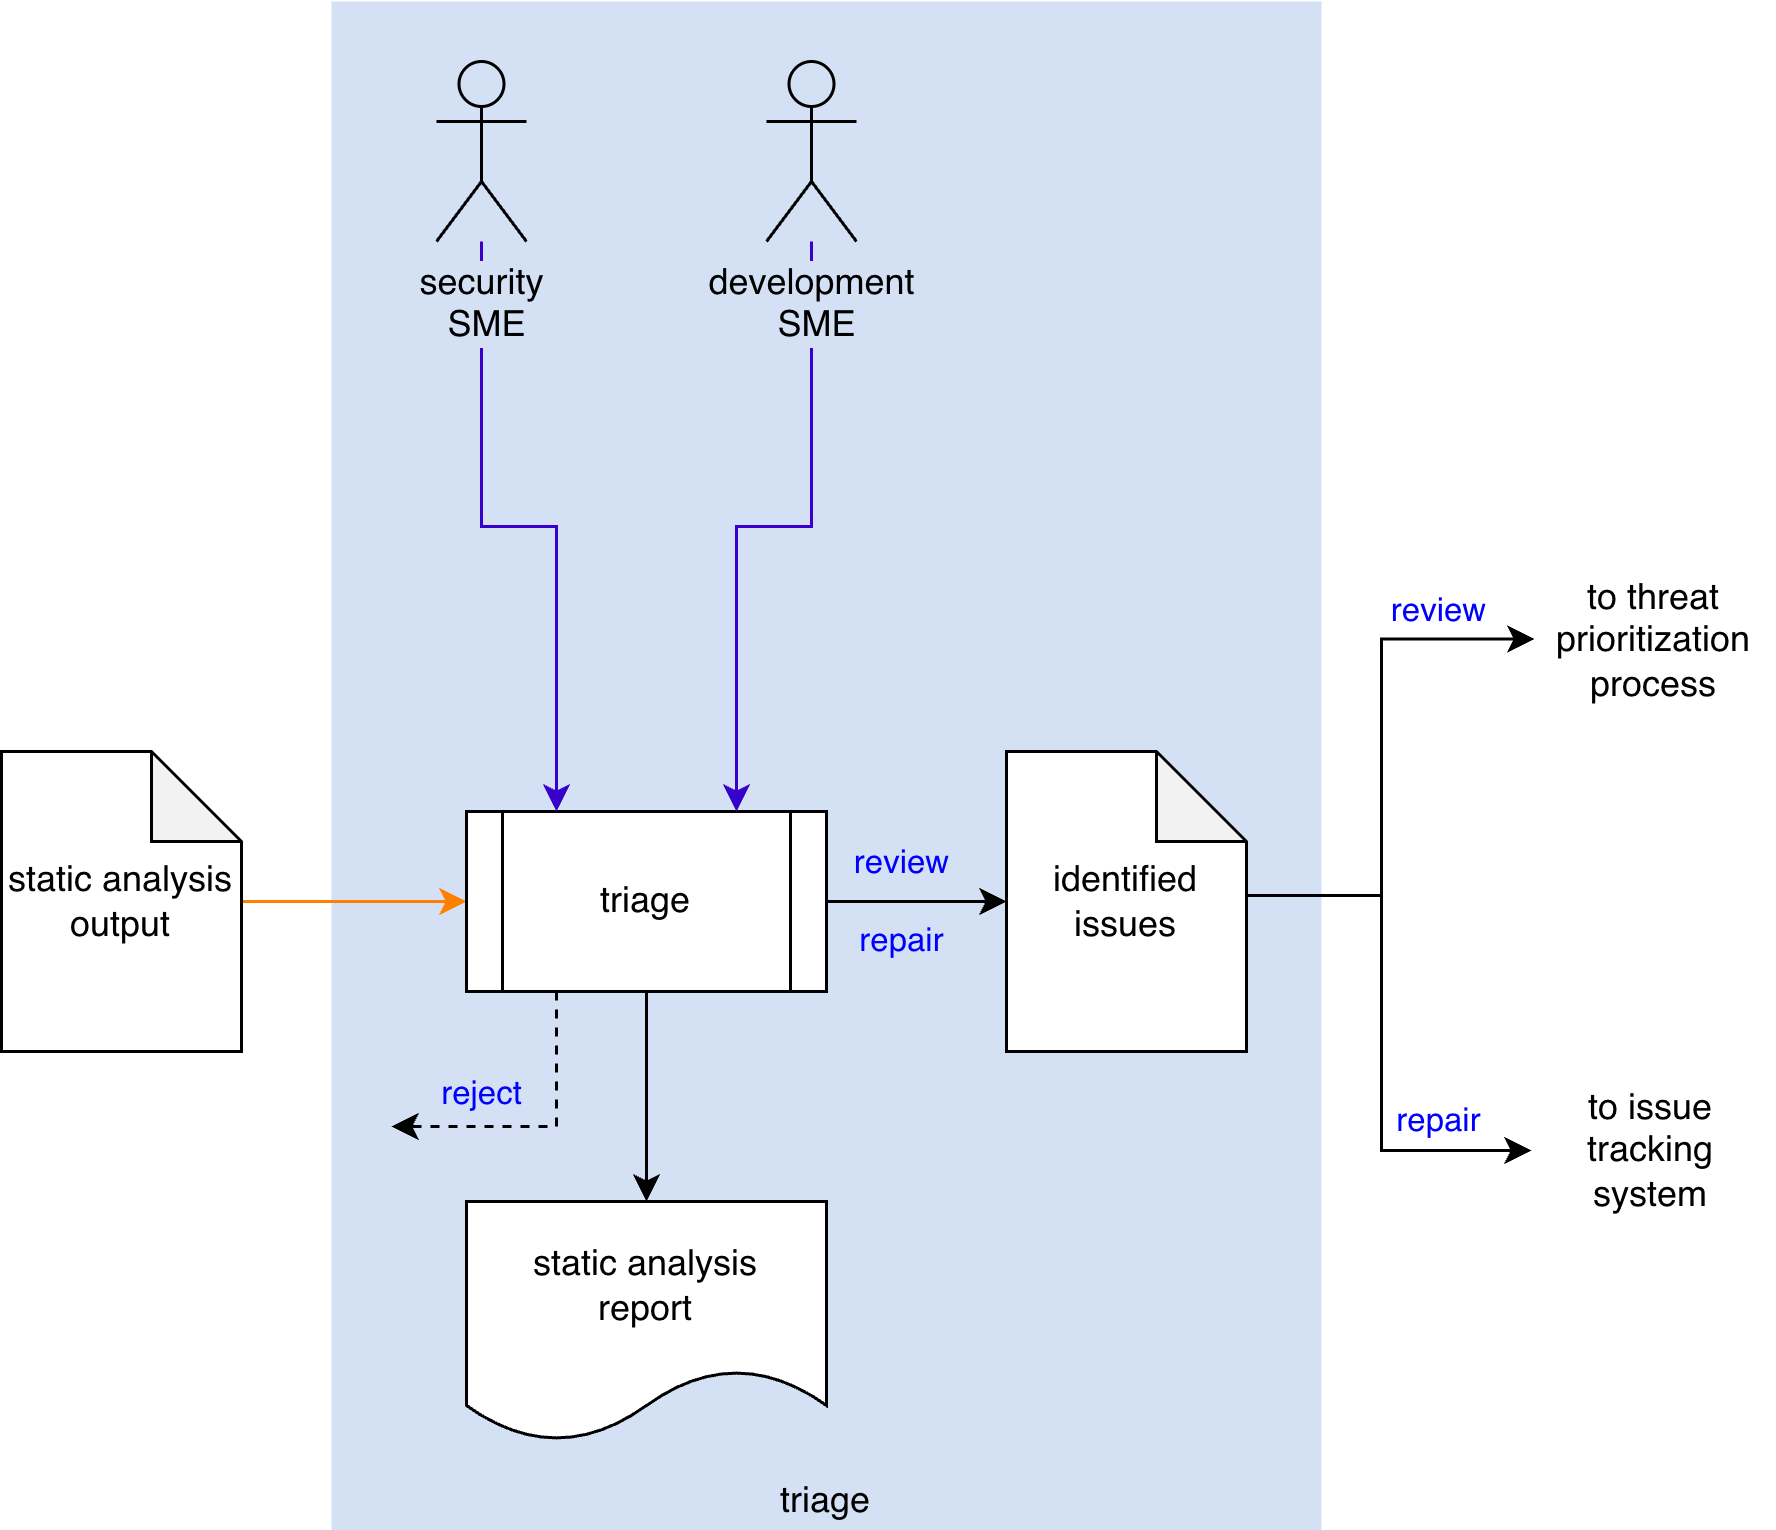 security
SME
development
SME
review
to threat
prioritization
process
static analysis
output
triage
review
repair
identified
issues
reject
repair
to issue
tracking
system
static analysis
report
triage